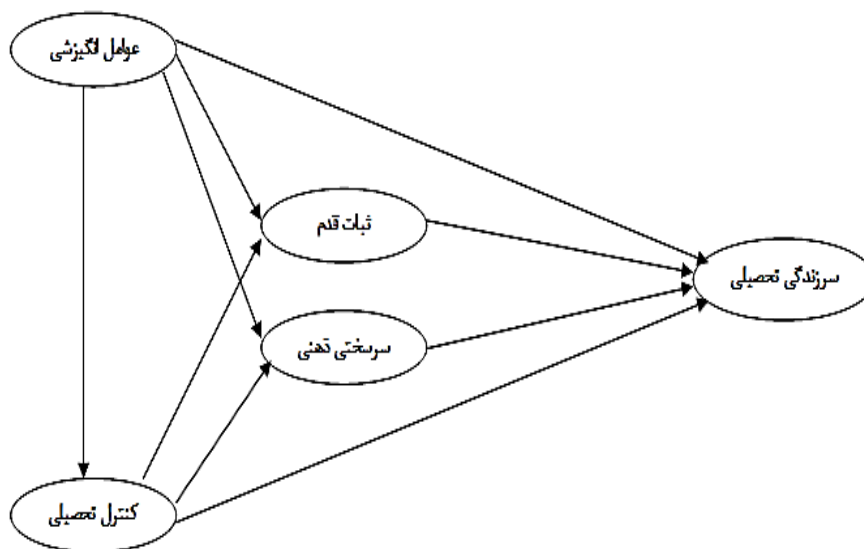 عوامل انگیزشی
ثبات قدم
سرزندگی تحصیلی
سرسختی ذهنی
کنترل تحصیلی